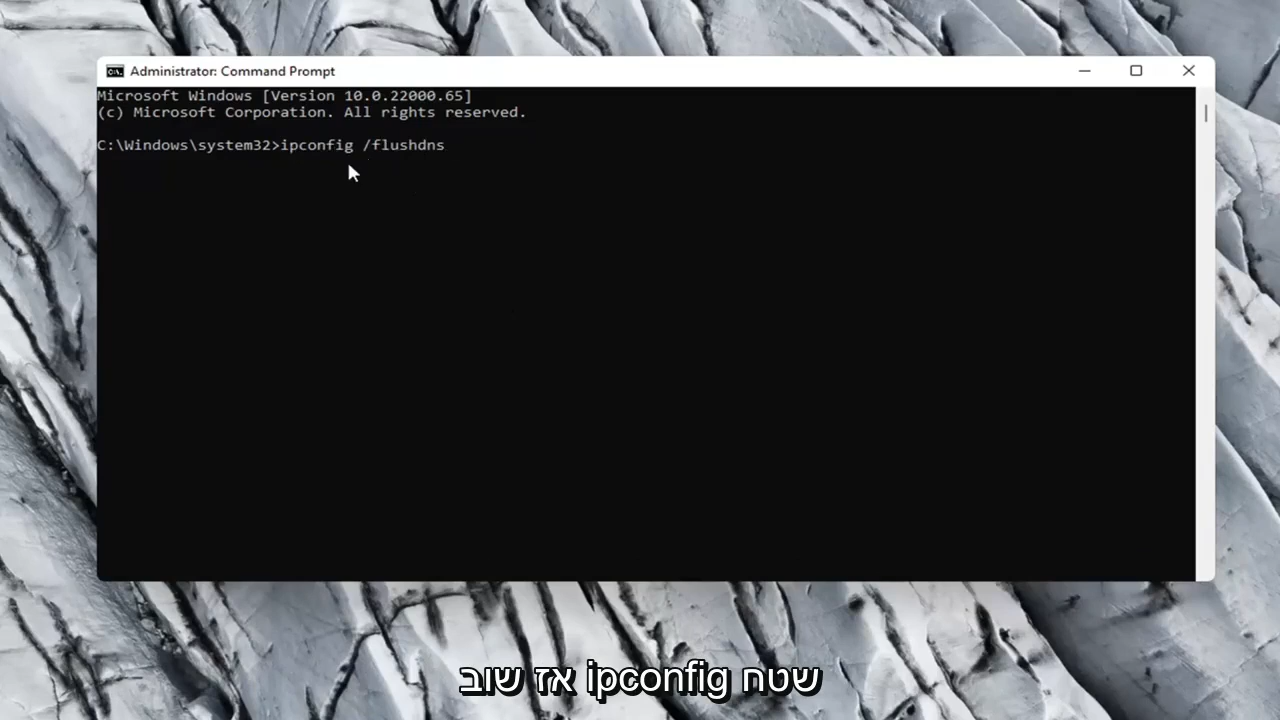 Administrator: Command Prompt
Microsoft Windows [Version 10.0.22000.65]
(c) Microsoft Corporation. All rights reserved.
C:\Windows\system32>ipconfig /flushdns
שטח ipconfig אז שוב